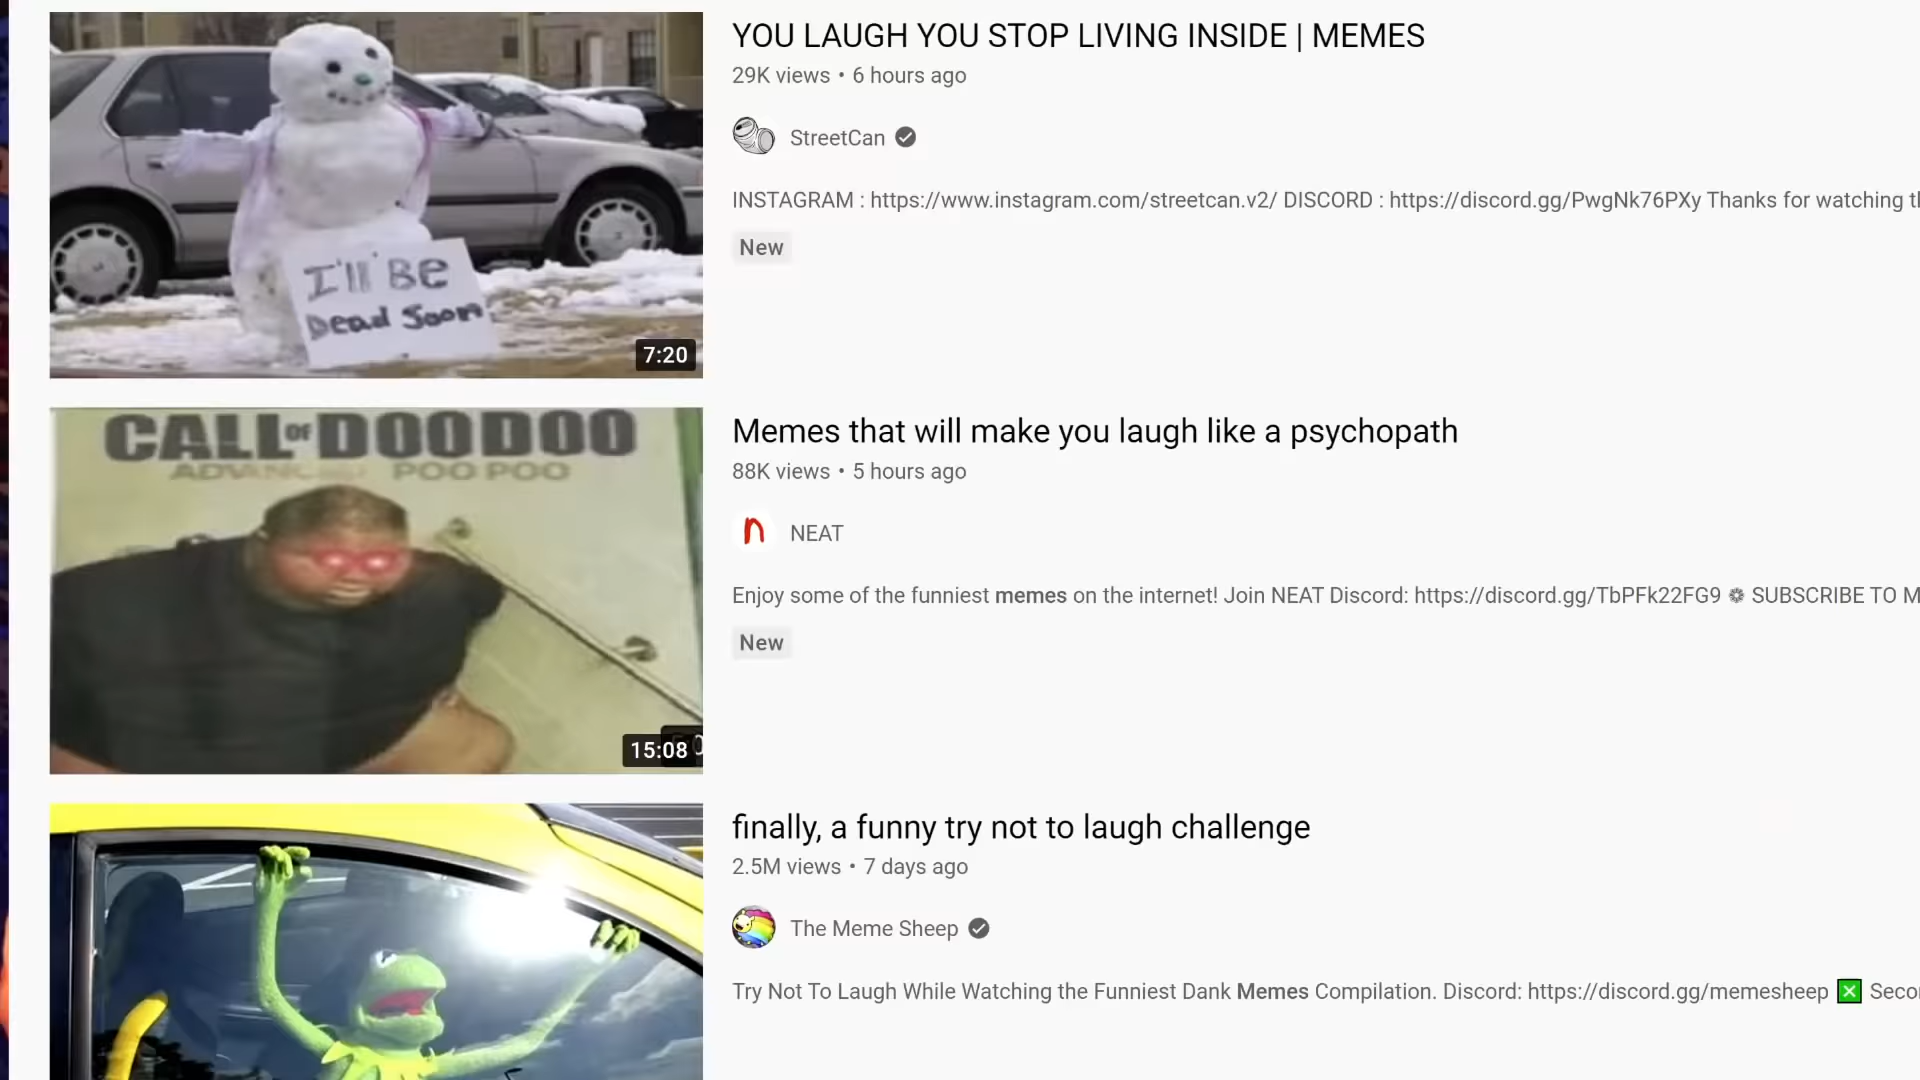 I'll Be
Dead Soon
7:20
YOU LAUGH YOU STOP LIVING INSIDE | MEMES
29K views • 6 hours ago
StreetCan
INSTAGRAM : https://www.instagram.com/streetcan.v2/ DISCORD : https://discord.gg/PwgNk76PXy Thanks for watching
New
CALL OF DOODOO
ADVANCED POO POO
15:08
Memes that will make you laugh like a psychopath
88K views • 5 hours ago
n NEAT
Enjoy some of the funniest memes on the internet! Join NEAT Discord: https://discord.gg/TbPFk22FG9 ❁ SUBSCRIBE TO M
New
finally, a funny try not to laugh challenge
2.5M views • 7 days ago
The Meme Sheep
Try Not To Laugh While Watching the Funniest Dank Memes Compilation. Discord: https://discord.gg/memesheep ❎ Seco